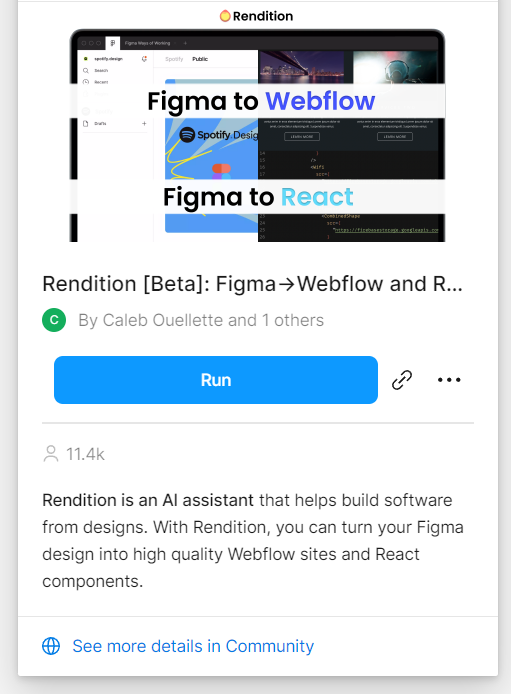 Rendition
Figma Ways of Working
spotify.design
Spotify Public
Search
Recent
Figma to Webflow
LEARN MORE LEARN MORE
Drafts
Spotify Design
/>
src={
Figma to React
<CombinedShape
src={
Rendition [Beta]: Figma→Webflow and R...
C
By Caleb Ouellette and 1 others
Run
11.4k
Rendition is an AI assistant that helps build software
from designs. With Rendition, you can turn your Figma
design into high quality Webflow sites and React
components.
See more details in Community